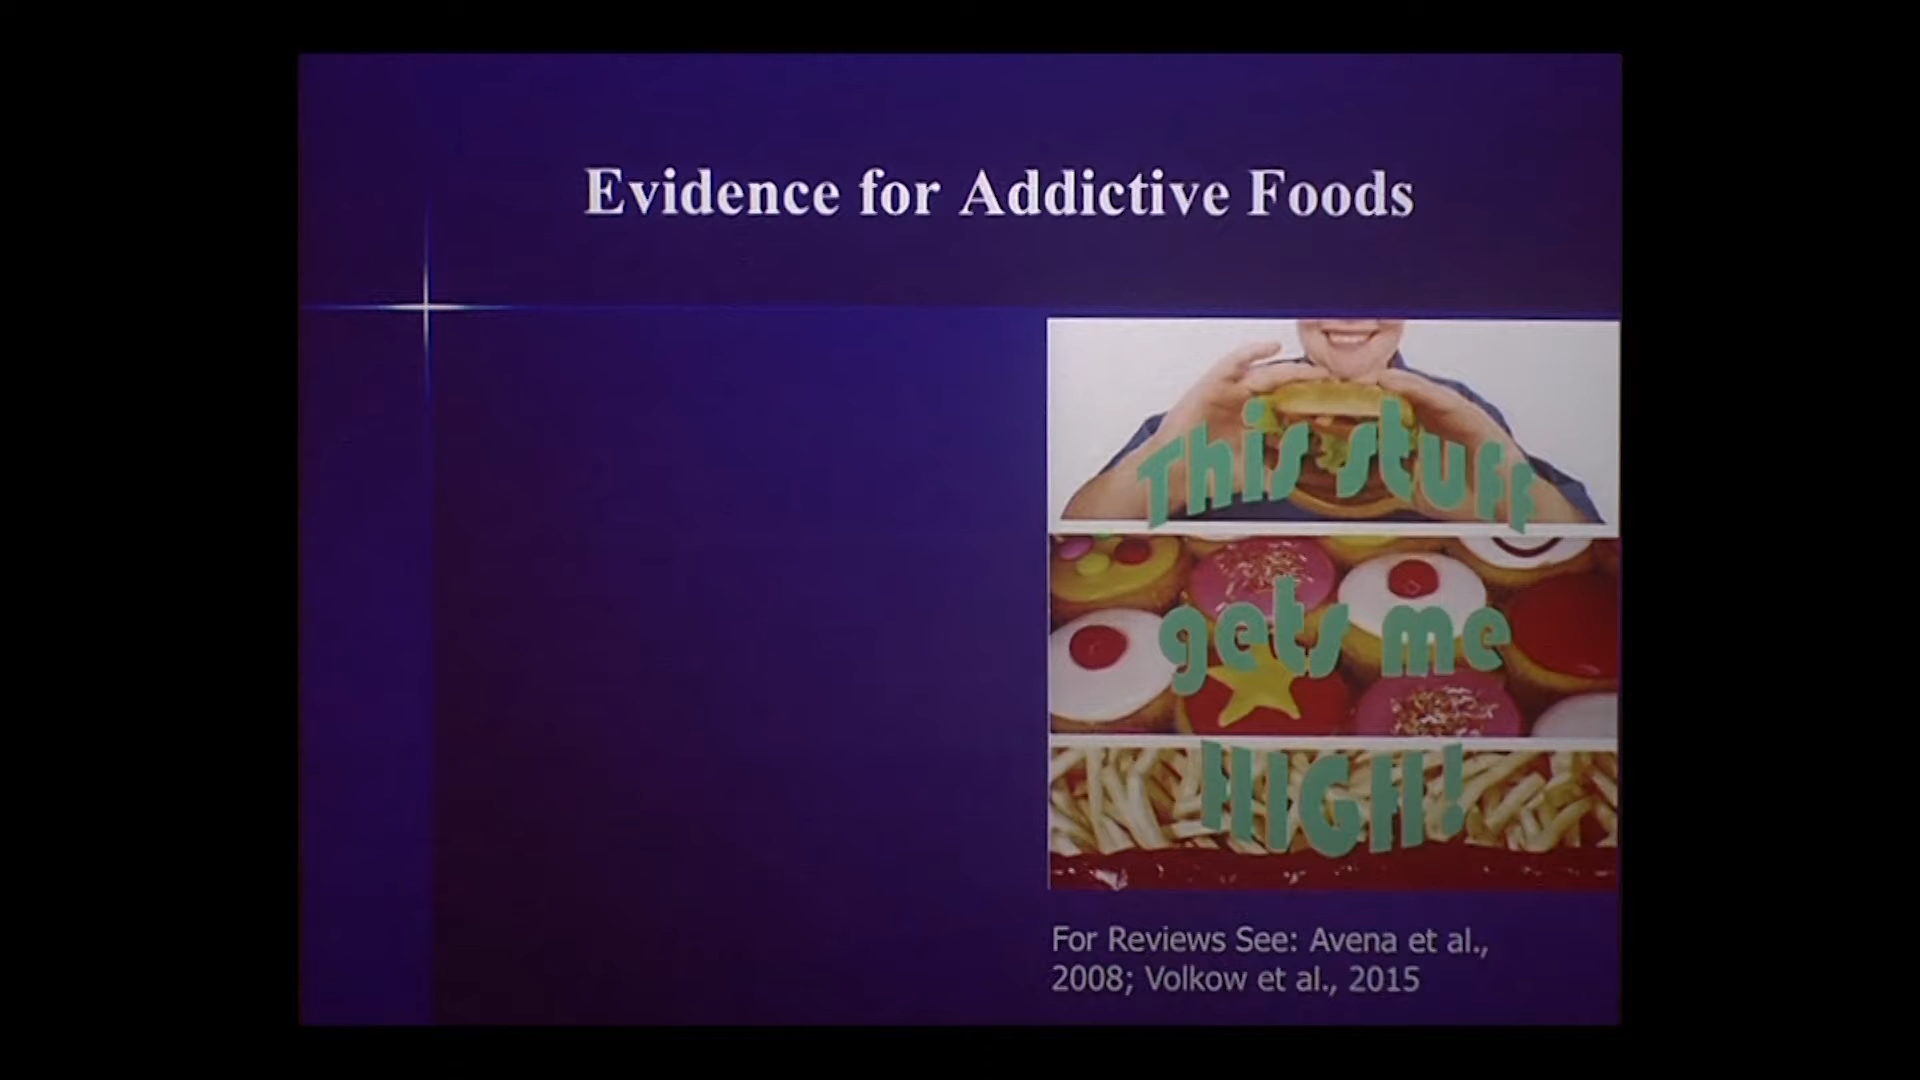 Evidence for Addictive Foods
This stuff
gets me
HIGH!
For Reviews See: Avena et al.,
2008; Volkow et al., 2015